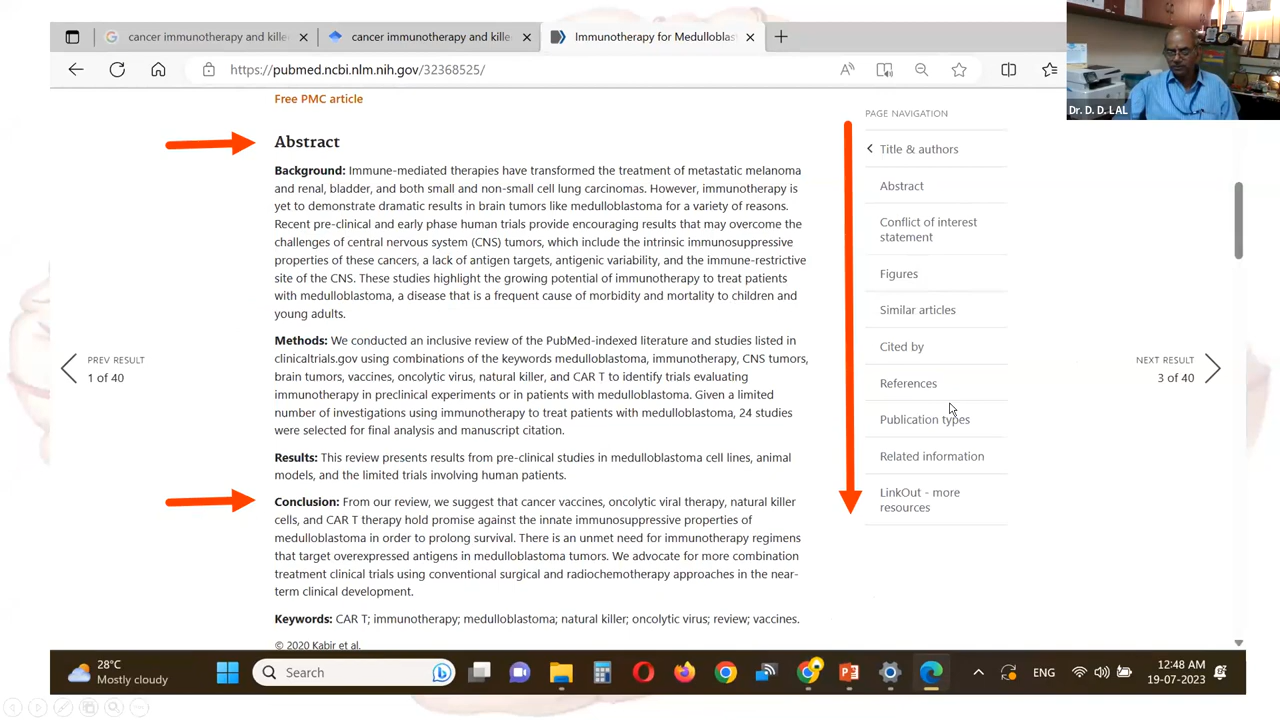 cancer immunotherapy and kille
cancer immunotherapy and kille
Immunotherapy for Medulloblast
https://pubmed.ncbi.nlm.nih.gov/32368525/
Dr. D. D. LAL
Free PMC article
Abstract
Background: Immune-mediated therapies have transformed the treatment of metastatic melanoma
and renal, bladder, and both small and non-small cell lung carcinomas. However, immunotherapy is
yet to demonstrate dramatic results in brain tumors like medulloblastoma for a variety of reasons.
Recent pre-clinical and early phase human trials provide encouraging results that may overcome the
challenges of central nervous system (CNS) tumors, which include the intrinsic immunosuppressive
properties of these cancers, a lack of antigen targets, antigenic variability, and the immune-restrictive
site of the CNS. These studies highlight the growing potential of immunotherapy to treat patients
with medulloblastoma, a disease that is a frequent cause of morbidity and mortality to children and
young adults.
Methods: We conducted an inclusive review of the PubMed-indexed literature and studies listed in
clinicaltrials.gov using combinations of the keywords medulloblastoma, immunotherapy, CNS tumors,
brain tumors, vaccines, oncolytic virus, natural killer, and CAR T to identify trials evaluating
immunotherapy in preclinical experiments or in patients with medulloblastoma. Given a limited
number of investigations using immunotherapy to treat patients with medulloblastoma, 24 studies
were selected for final analysis and manuscript citation.
Results: This review presents results from pre-clinical studies in medulloblastoma cell lines, animal
models, and the limited trials involving human patients.
Conclusion: From our review, we suggest that cancer vaccines, oncolytic viral therapy, natural killer
cells, and CAR T therapy hold promise against the innate immunosuppressive properties of
medulloblastoma in order to prolong survival. There is an unmet need for immunotherapy regimens
that target overexpressed antigens in medulloblastoma tumors. We advocate for more combination
treatment clinical trials using conventional surgical and radiochemotherapy approaches in the near-
term clinical development.
Keywords: CAR T; immunotherapy; medulloblastoma; natural killer; oncolytic virus; review; vaccines.
© 2020 Kabir et al.
PREV RESULT
1 of 40
PAGE NAVIGATION
Title & authors
Abstract
Conflict of interest
statement
Figures
Similar articles
Cited by
References
Publication types
Related information
LinkOut - more
resources
NEXT RESULT
3 of 40
28°C
Mostly cloudy
Search
ENG
12:48 AM
19-07-2023